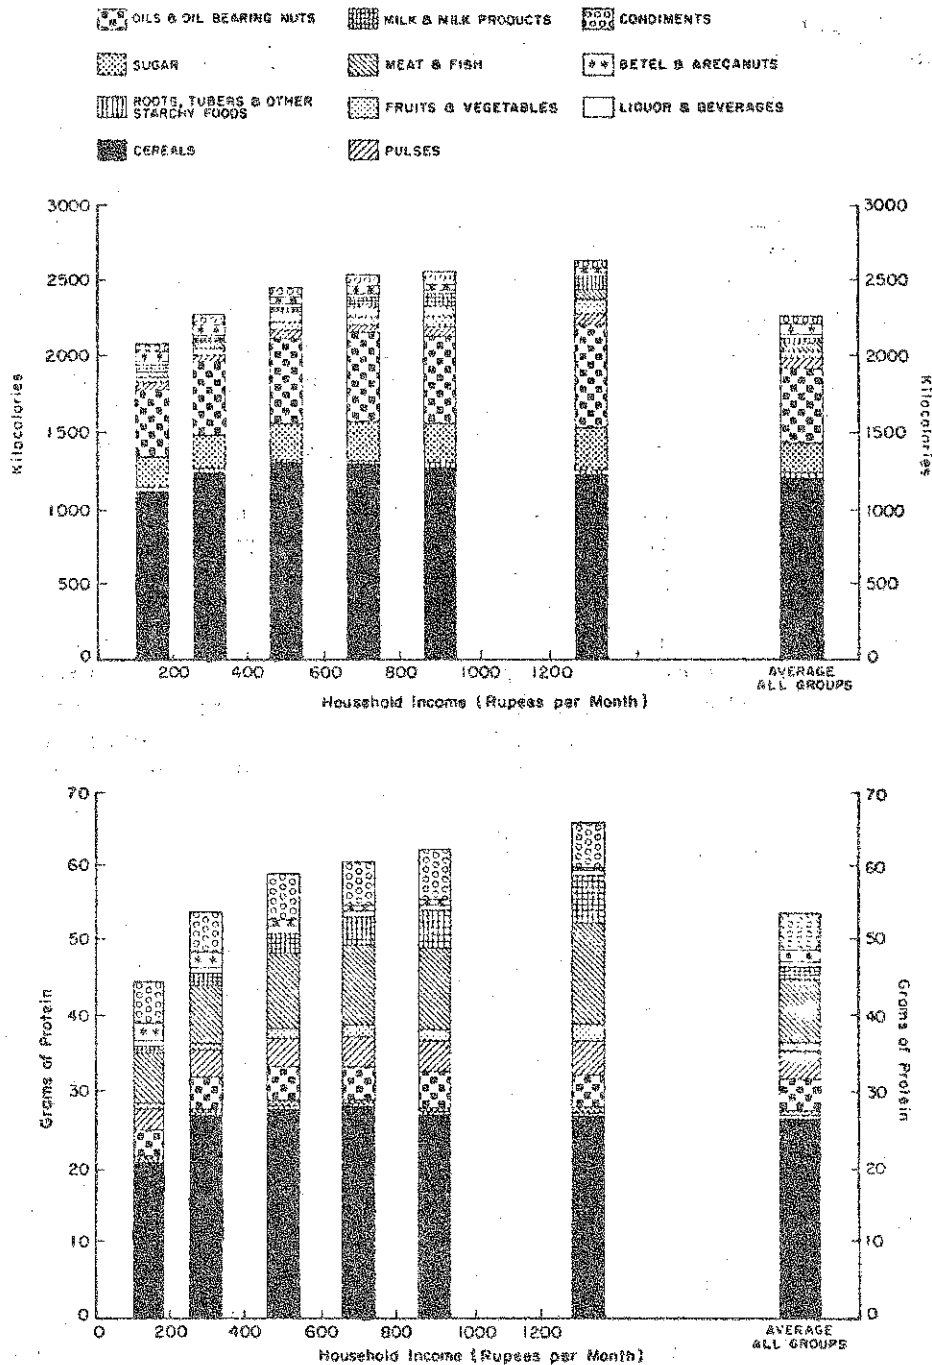 OILS & OIL BEARING NUTS
MILK & MILK PRODUCTS
CONDIMENTS
SUGAR
MEAT & FISH
BETEL & ARECANUTS
ROOTS, TUBERS & OTHER
STARCHY FOODS
FRUITS & VEGETABLES
LIQUOR & BEVERAGES
CEREALS
PULSES
3000
2500
2000
1500
1000
500
0
Kilocalories
3000
2500
2000
1500
1000
500
0
Kilocalories
200 400 600 800 1000 1200
AVERAGE
ALL GROUPS
Household Income (Rupees per Month)
70
60
50
40
30
20
10
0
Grams of Protein
70
60
50
40
30
20
10
0
Grams of Protein
0 200 400 600 800 1000 1200
AVERAGE
ALL GROUPS
Household Income (Rupees per Month)